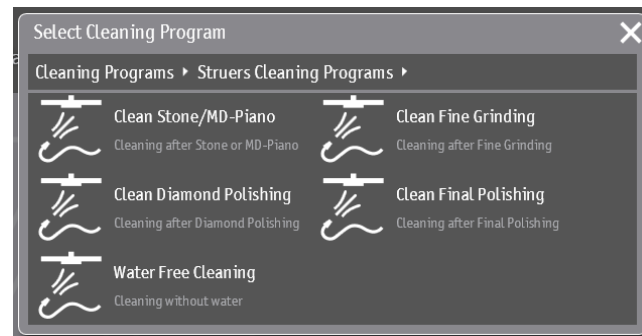 Select Cleaning Program
Cleaning Programs ▸ Struers Cleaning Programs ▸
Clean Stone/MD-Piano
Cleaning after Stone or MD-Piano
Clean Fine Grinding
Cleaning after Fine Grinding
Clean Diamond Polishing
Cleaning after Diamond Polishing
Clean Final Polishing
Cleaning after Final Polishing
Water Free Cleaning
Cleaning without water